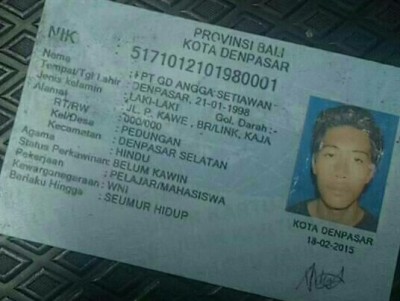 PROVINSI BALI
KOTA DENPASAR
NIK : 5171012101980001
Nama : I PT GD ANGGA SETIAWAN
Tempat/Tgl Lahir : DENPASAR, 21-01-1998
Jenis kelamin : LAKI-LAKI Gol. Darah:-
Alamat : JL. P. KAWE , BR/LINK, KAJA
RT/RW : 000/000
Kel/Desa : PEDUNGAN
Kecamatan : DENPASAR SELATAN
Agama : HINDU
Status Perkawinan: BELUM KAWIN
Pekerjaan : PELAJAR/MAHASISWA
Kewarganegaraan: WNI
Berlaku Hingga : SEUMUR HIDUP
KOTA DENPASAR
18-02-2015